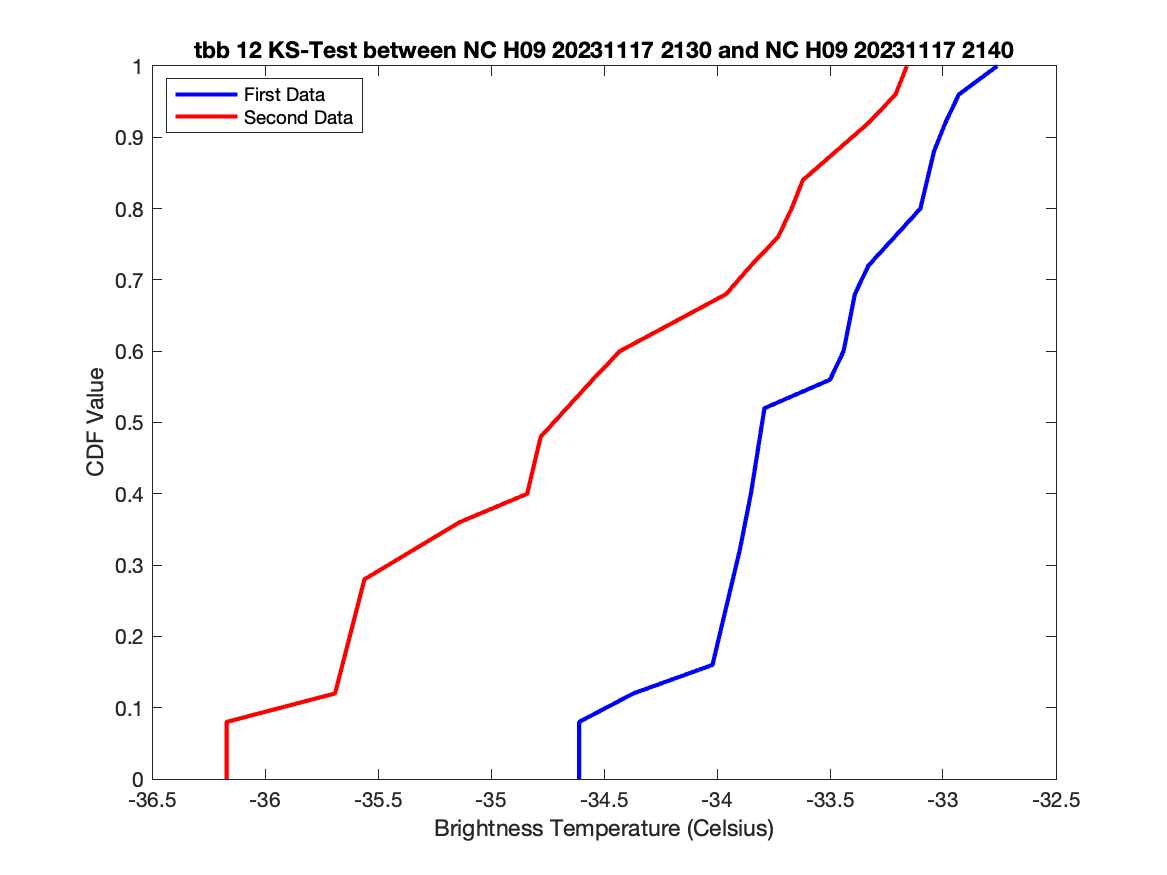 tbb 12 KS-Test between NC H09 20231117 2130 and NC H09 20231117 2140
First Data
Second Data
1
0.9
0.8
0.7
0.6
0.5
0.4
0.3
0.2
0.1
0
CDF Value
-36.5 -36 -35.5 -35 -34.5 -34 -33.5 -33 -32.5
Brightness Temperature (Celsius)